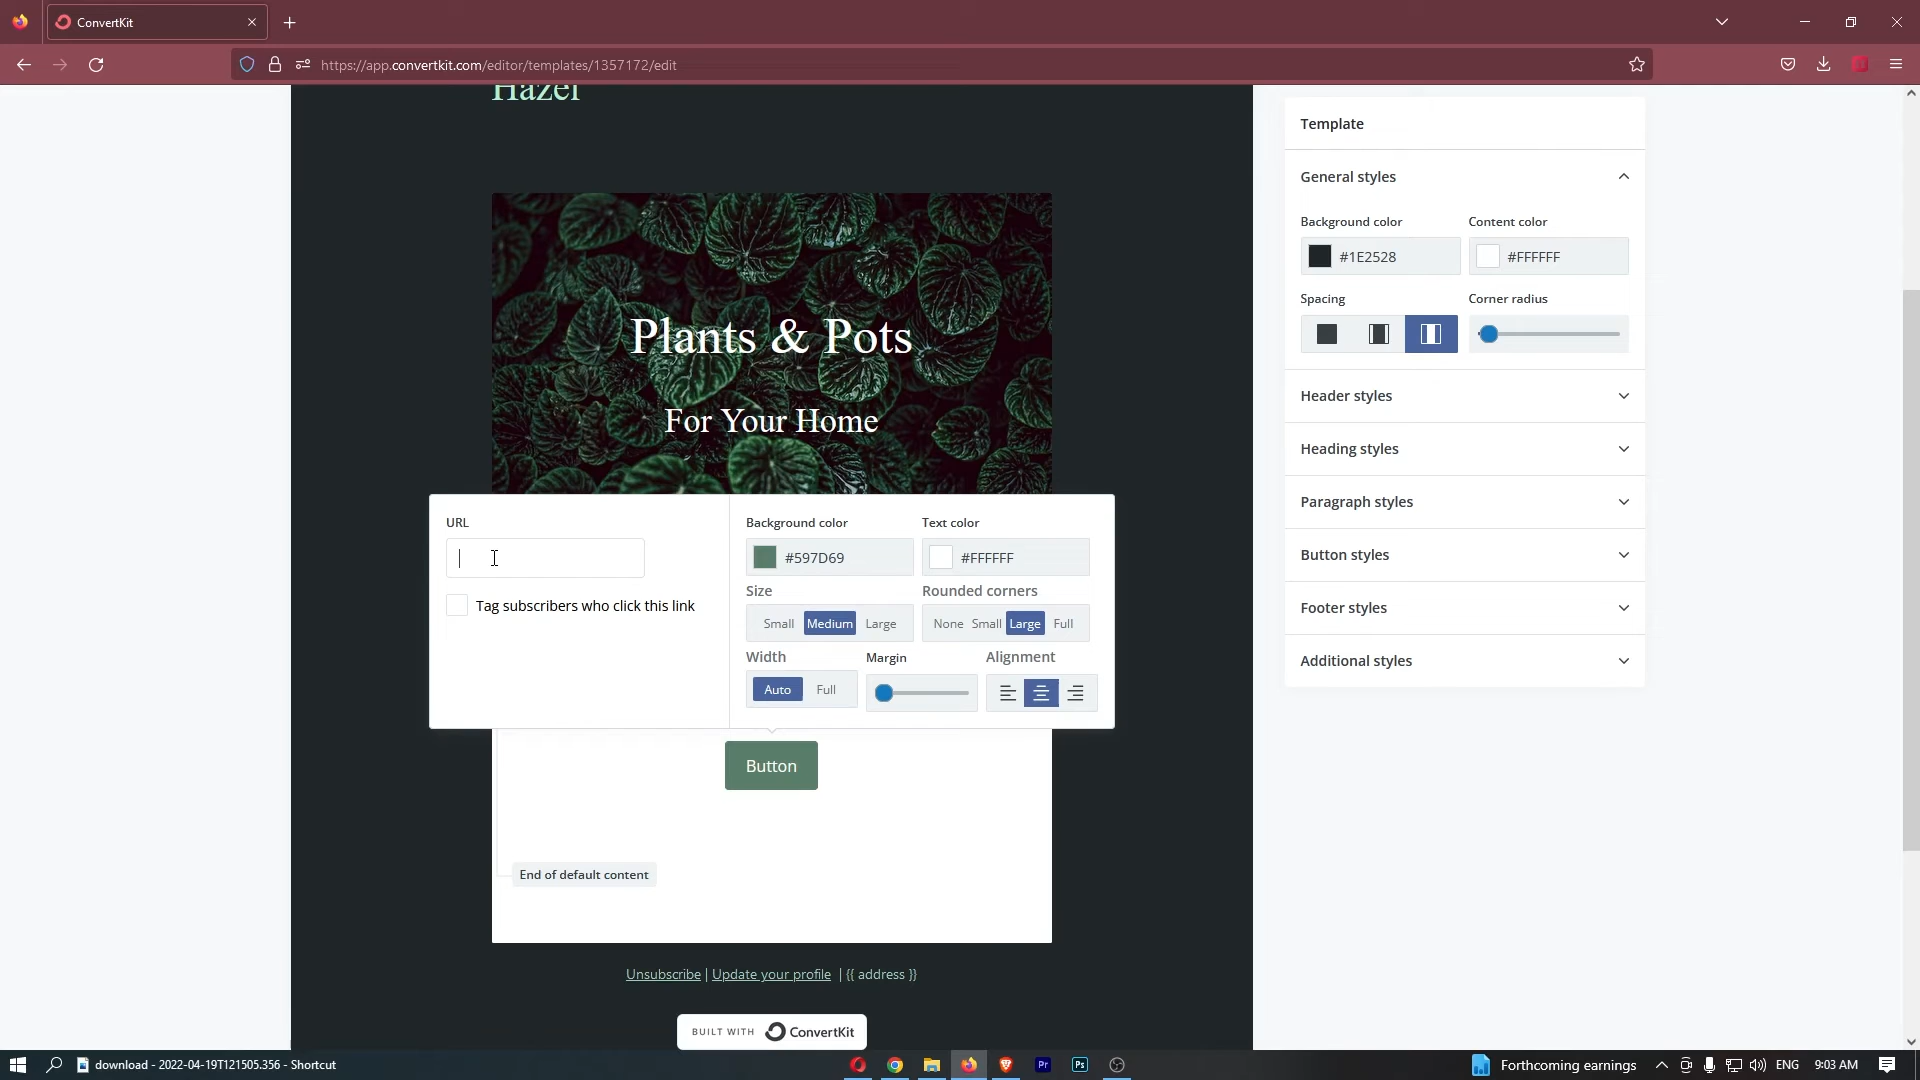 ConvertKit
https://app.convertkit.com/editor/templates/1357172/edit
Hazel
Plants & Pots
For Your Home
URL
Tag subscribers who click this link
Background color
Text color
#597D69
#FFFFFF
Size
Rounded corners
Small Medium Large
None Small Large Full
Width
Margin
Alignment
Auto Full
Button
End of default content
Unsubscribe | Update your profile | {{ address }}
BUILT WITH ConvertKit
Template
General styles
Background color
Content color
#1E2528
#FFFFFF
Spacing
Corner radius
Header styles
Heading styles
Paragraph styles
Button styles
Footer styles
Additional styles
download - 2022-04-19T121505.356 - Shortcut
Pr
Ps
Forthcoming earnings
ENG
9:03 AM